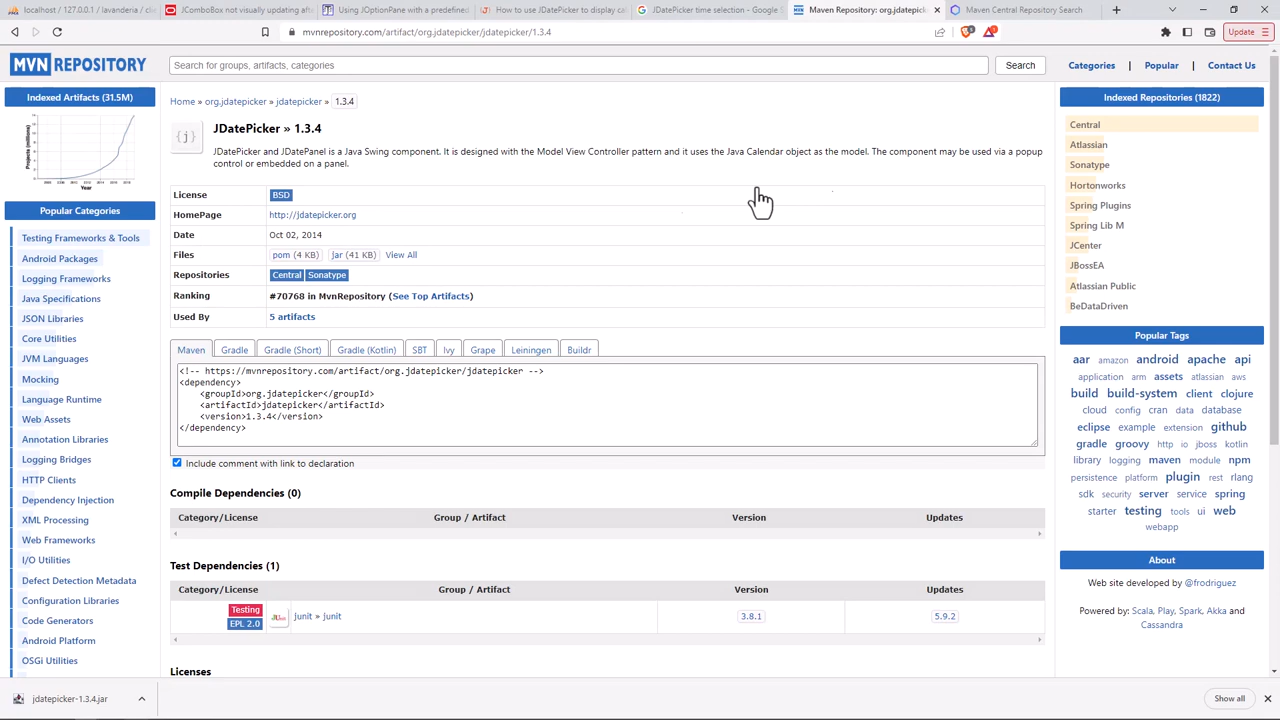 localhost / 127.0.0.1 / lavanderia / cli
JComboBox not visually updating afte
Using JOptionPane with a predefined
How to use JDatePicker to display cal
JDatePicker time selection - Google S
Maven Repository: org.jdatepick
Maven Central Repository Search
mvnrepository.com/artifact/org.jdatepicker/jdatepicker/1.3.4
Update
MVN REPOSITORY
Search for groups, artifacts, categories
Search
Categories
Popular
Contact Us
Indexed Artifacts (31.5M)
Projects (millions)
Year
Popular Categories
Testing Frameworks & Tools
Android Packages
Logging Frameworks
Java Specifications
JSON Libraries
Core Utilities
JVM Languages
Mocking
Language Runtime
Web Assets
Annotation Libraries
Logging Bridges
HTTP Clients
Dependency Injection
XML Processing
Web Frameworks
I/O Utilities
Defect Detection Metadata
Configuration Libraries
Code Generators
Android Platform
OSGi Utilities
Home » org.jdatepicker » jdatepicker » 1.3.4
{j}
JDatePicker » 1.3.4
JDatePicker and JDatePanel is a Java Swing component. It is designed with the Model View Controller pattern and it uses the Java Calendar object as the model. The component may be used via a popup
control or embedded on a panel.
License BSD
HomePage http://jdatepicker.org
Date Oct 02, 2014
Files pom (4 KB) jar (41 KB) View All
Repositories Central Sonatype
Ranking #70768 in MvnRepository (See Top Artifacts)
Used By 5 artifacts
Maven Gradle Gradle (Short) Gradle (Kotlin) SBT Ivy Grape Leiningen Buildr
<!-- https://mvnrepository.com/artifact/org.jdatepicker/jdatepicker -->
<dependency>
<groupId>org.jdatepicker</groupId>
<artifactId>jdatepicker</artifactId>
<version>1.3.4</version>
</dependency>
Include comment with link to declaration
Compile Dependencies (0)
Category/License Group / Artifact Version Updates
Test Dependencies (1)
Category/License Group / Artifact Version Updates
Testing
EPL 2.0
junit » junit 3.8.1 5.9.2
Licenses
Indexed Repositories (1822)
Central
Atlassian
Sonatype
Hortonworks
Spring Plugins
Spring Lib M
JCenter
JBossEA
Atlassian Public
BeDataDriven
Popular Tags
aar amazon android apache api
application arm assets atlassian aws
build build-system client clojure
cloud config cran data database
eclipse example extension github
gradle groovy http io jboss kotlin
library logging maven module npm
persistence platform plugin rest rlang
sdk security server service spring
starter testing tools ui web
webapp
About
Web site developed by @frodriguez
Powered by: Scala, Play, Spark, Akka and
Cassandra
jdatepicker-1.3.4.jar
Show all